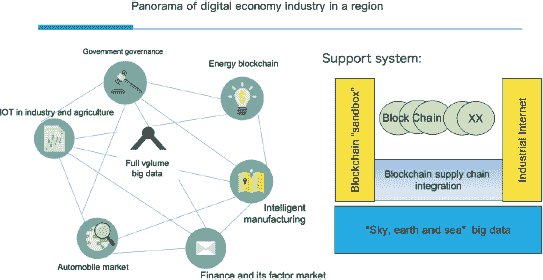 Panorama of digital economy industry in a region
Government governance
Energy blockchain
IOT in industry and agriculture
Full vglume
big data
Intelligent
manufacturing
Automobile market
Finance and its factor market
Support system:
Blockchain "sandbox"
Block Chain
XX
Industrial Internet
Blockchain supply chain
integration
"Sky, earth and sea" big data